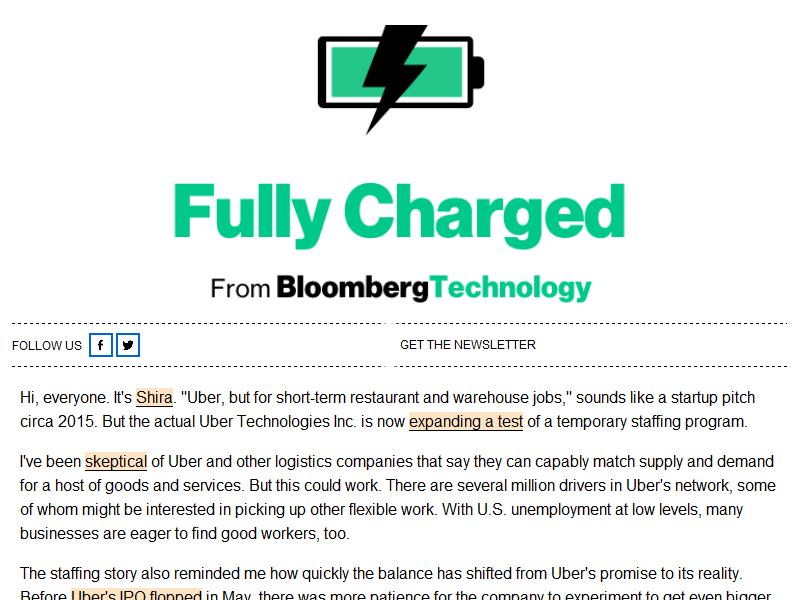 Fully Charged
From BloombergTechnology
FOLLOW US
GET THE NEWSLETTER
Hi, everyone. It's Shira. "Uber, but for short-term restaurant and warehouse jobs," sounds like a startup pitch
circa 2015. But the actual Uber Technologies Inc. is now expanding a test of a temporary staffing program.
I've been skeptical of Uber and other logistics companies that say they can capably match supply and demand
for a host of goods and services. But this could work. There are several million drivers in Uber's network, some
of whom might be interested in picking up other flexible work. With U.S. unemployment at low levels, many
businesses are eager to find good workers, too.
The staffing story also reminded me how quickly the balance has shifted from Uber's promise to its reality.
Before Uber's IPO flopped in May, there was more patience for the company to experiment to get even bigger